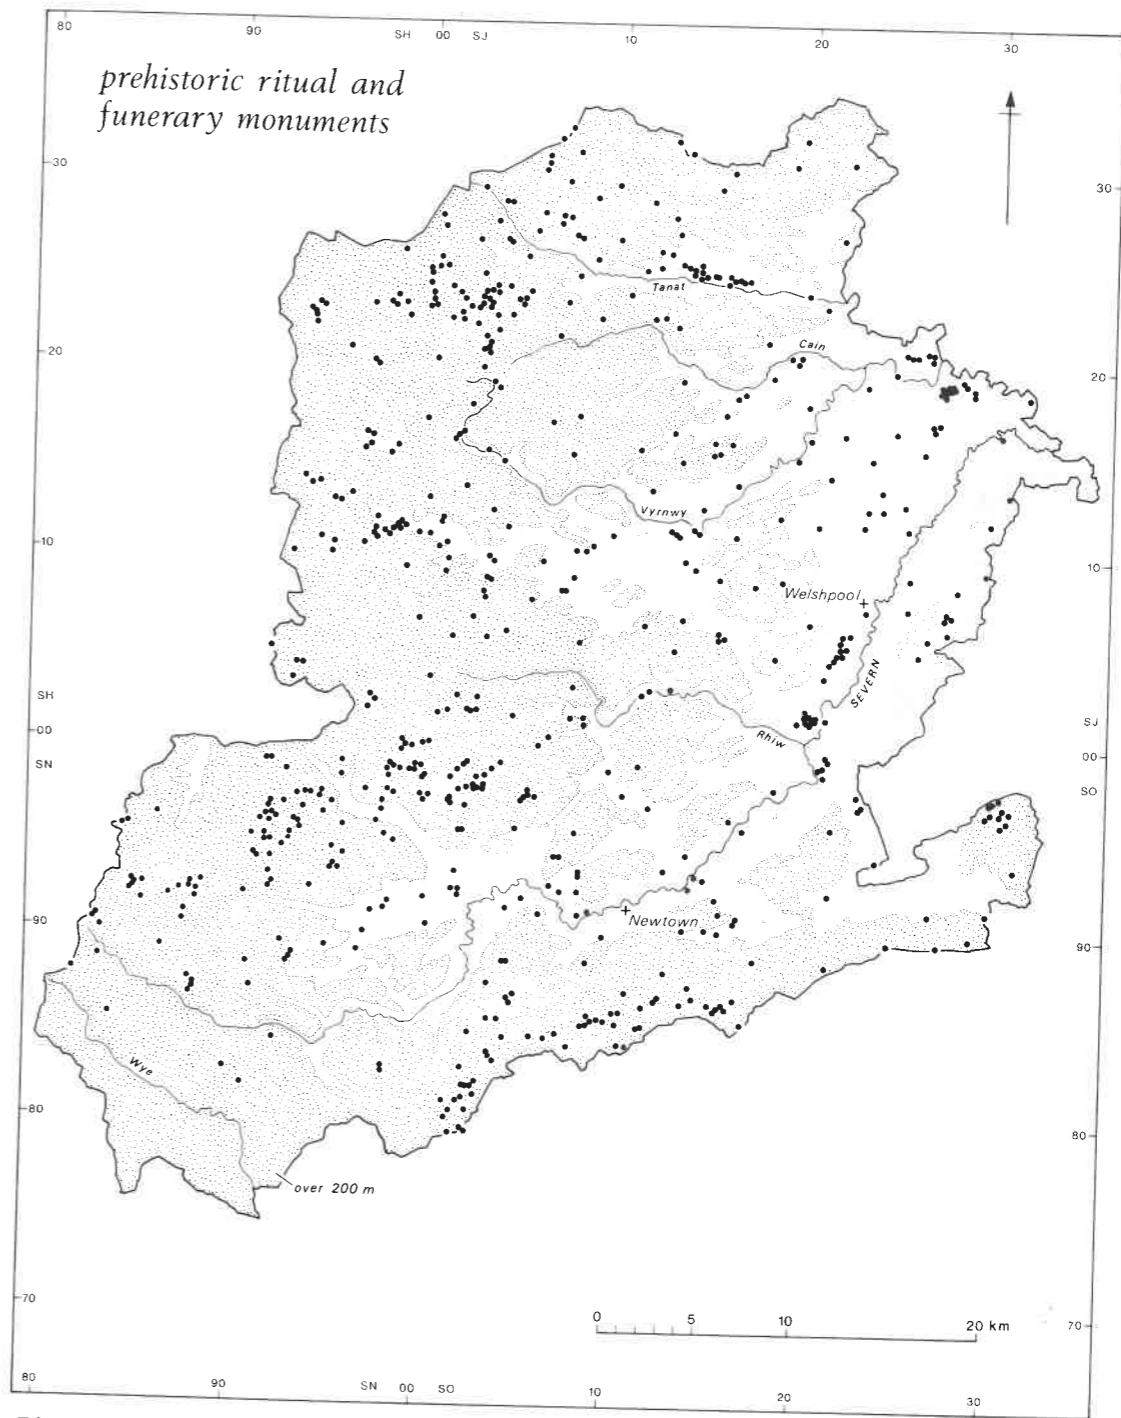 80 90 SH 00 SJ 10 20 30
prehistoric ritual and
funerary monuments
30 30
Tanat
20 Cain 20
Vyrnwy
10 10
Welshpool
SEVERN
SH SJ
00 Rhiw 00
SN SO
90 Newtown 90
Wye
80 80
over 200 m
70 70
0 5 10 20 km
80 90 SN 00 SO 10 20 30